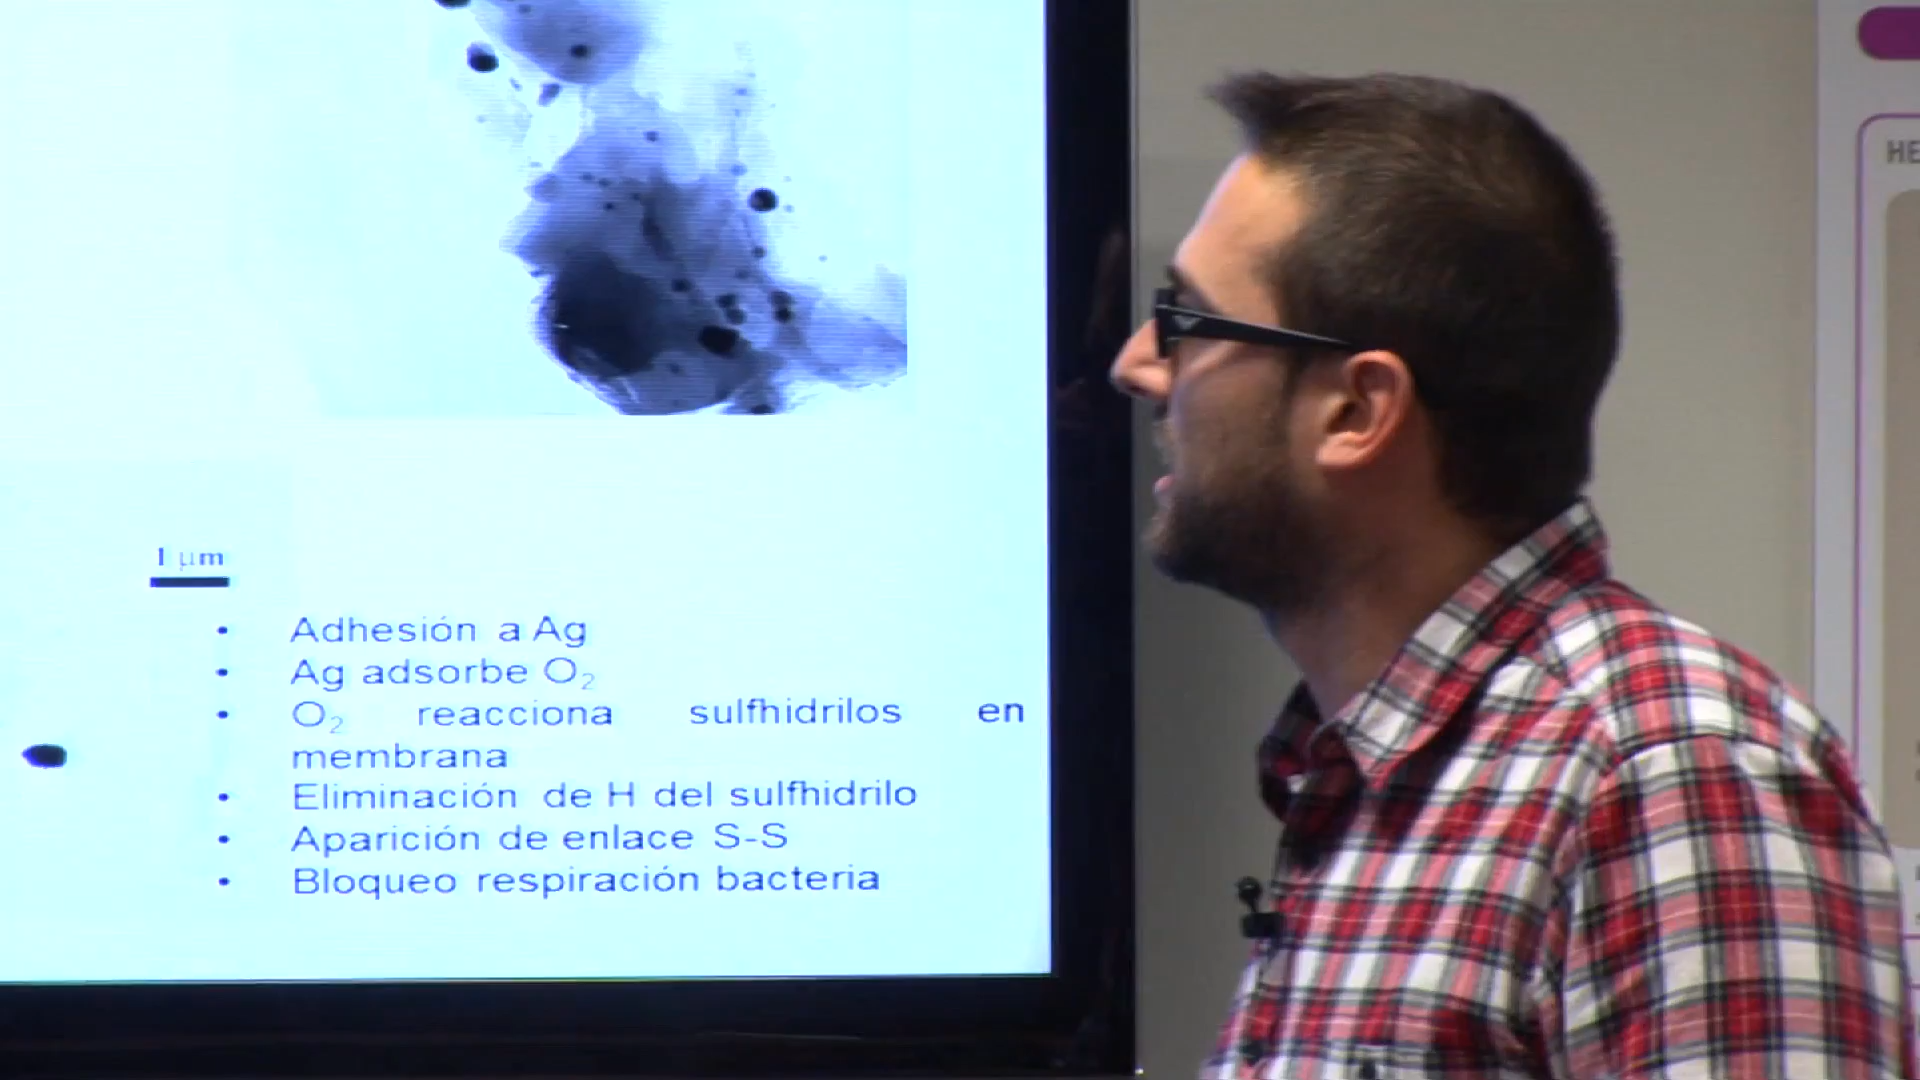 HE
1 µm
• Adhesión a Ag
• Ag adsorbe O₂
• O₂ reacciona sulfhidrilos en
membrana
• Eliminación de H del sulfhidrilo
• Aparición de enlace S-S
• Bloqueo respiración bacteria